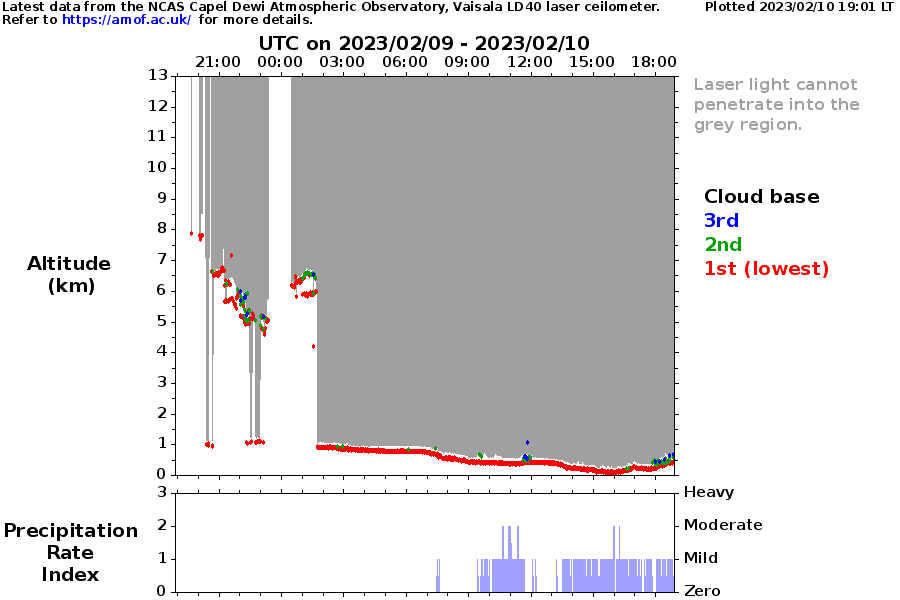 Latest data from the NCAS Capel Dewi Atmospheric Observatory, Vaisala LD40 laser ceilometer. Plotted 2023/02/10 19:01 LT
Refer to https://amof.ac.uk/ for more details.
UTC on 2023/02/09 - 2023/02/10
21:00 00:00 03:00 06:00 09:00 12:00 15:00 18:00
13
12
11
10
9
8
7
6
5
4
3
2
1
0
Altitude
(km)
Laser light cannot
penetrate into the
grey region.
Cloud base
3rd
2nd
1st (lowest)
3 Heavy
2 Moderate
1 Mild
0 Zero
Precipitation
Rate
Index